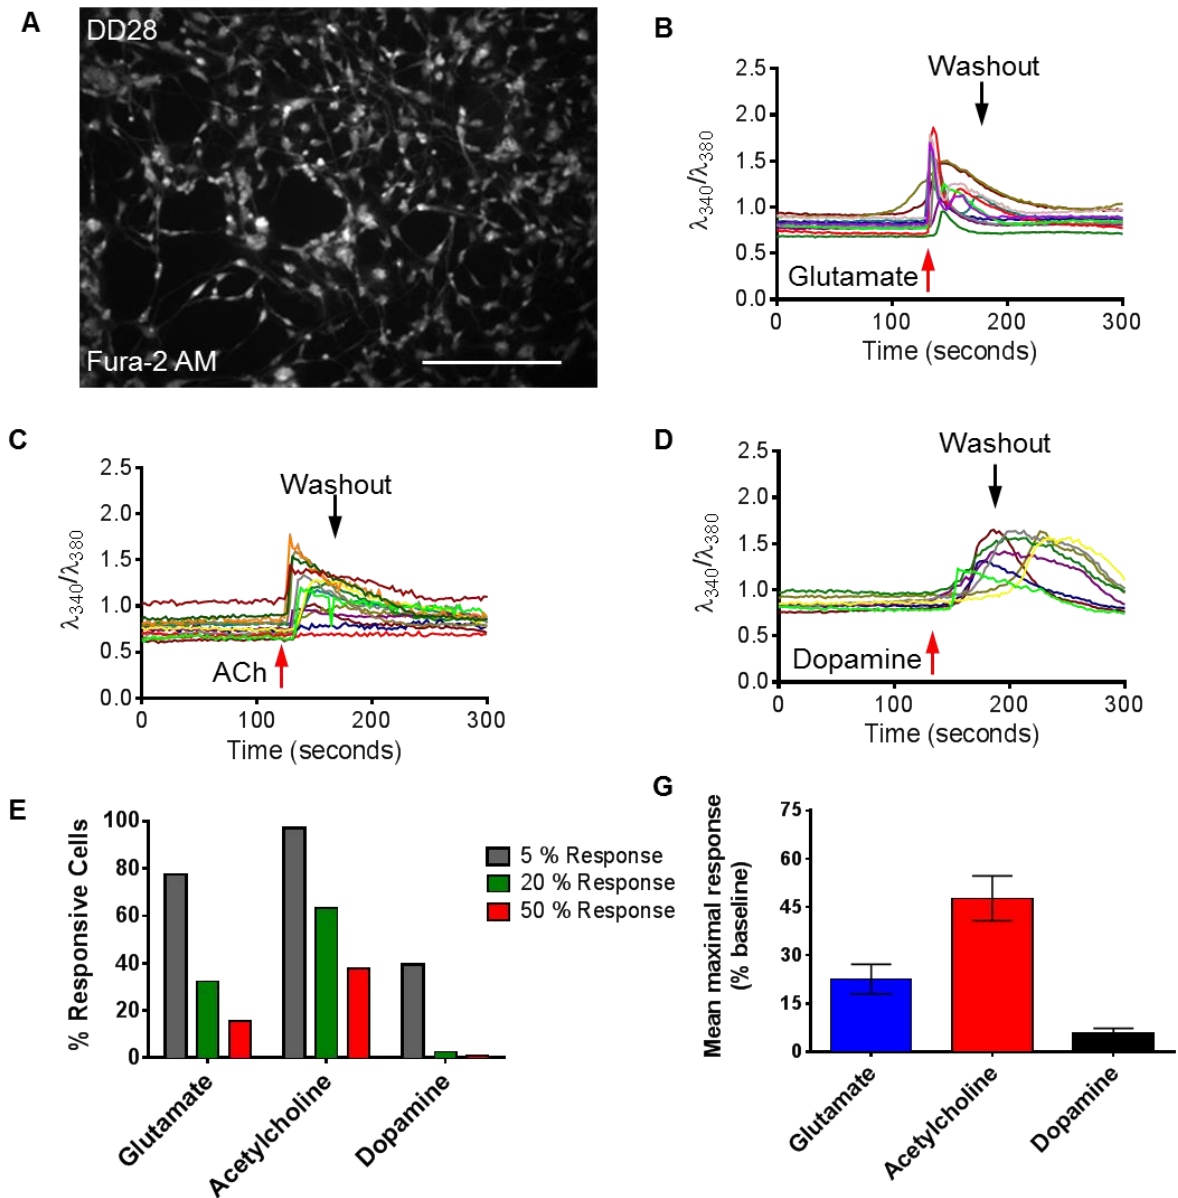 A
DD28
Fura-2 AM
B
Washout
2.5
2.0
1.5
1.0
0.5
0.0
λ340/λ380
Glutamate
0 100 200 300
Time (seconds)
C
Washout
2.5
2.0
1.5
1.0
0.5
0.0
λ340/λ380
ACh
0 100 200 300
Time (seconds)
D
Washout
2.5
2.0
1.5
1.0
0.5
0.0
λ340/λ380
Dopamine
0 100 200 300
Time (seconds)
E
% Responsive Cells
100
80
60
40
20
0
5 % Response
20 % Response
50 % Response
Glutamate
Acetylcholine
Dopamine
G
Mean maximal response
(% baseline)
75
60
45
30
15
0
Glutamate
Acetylcholine
Dopamine